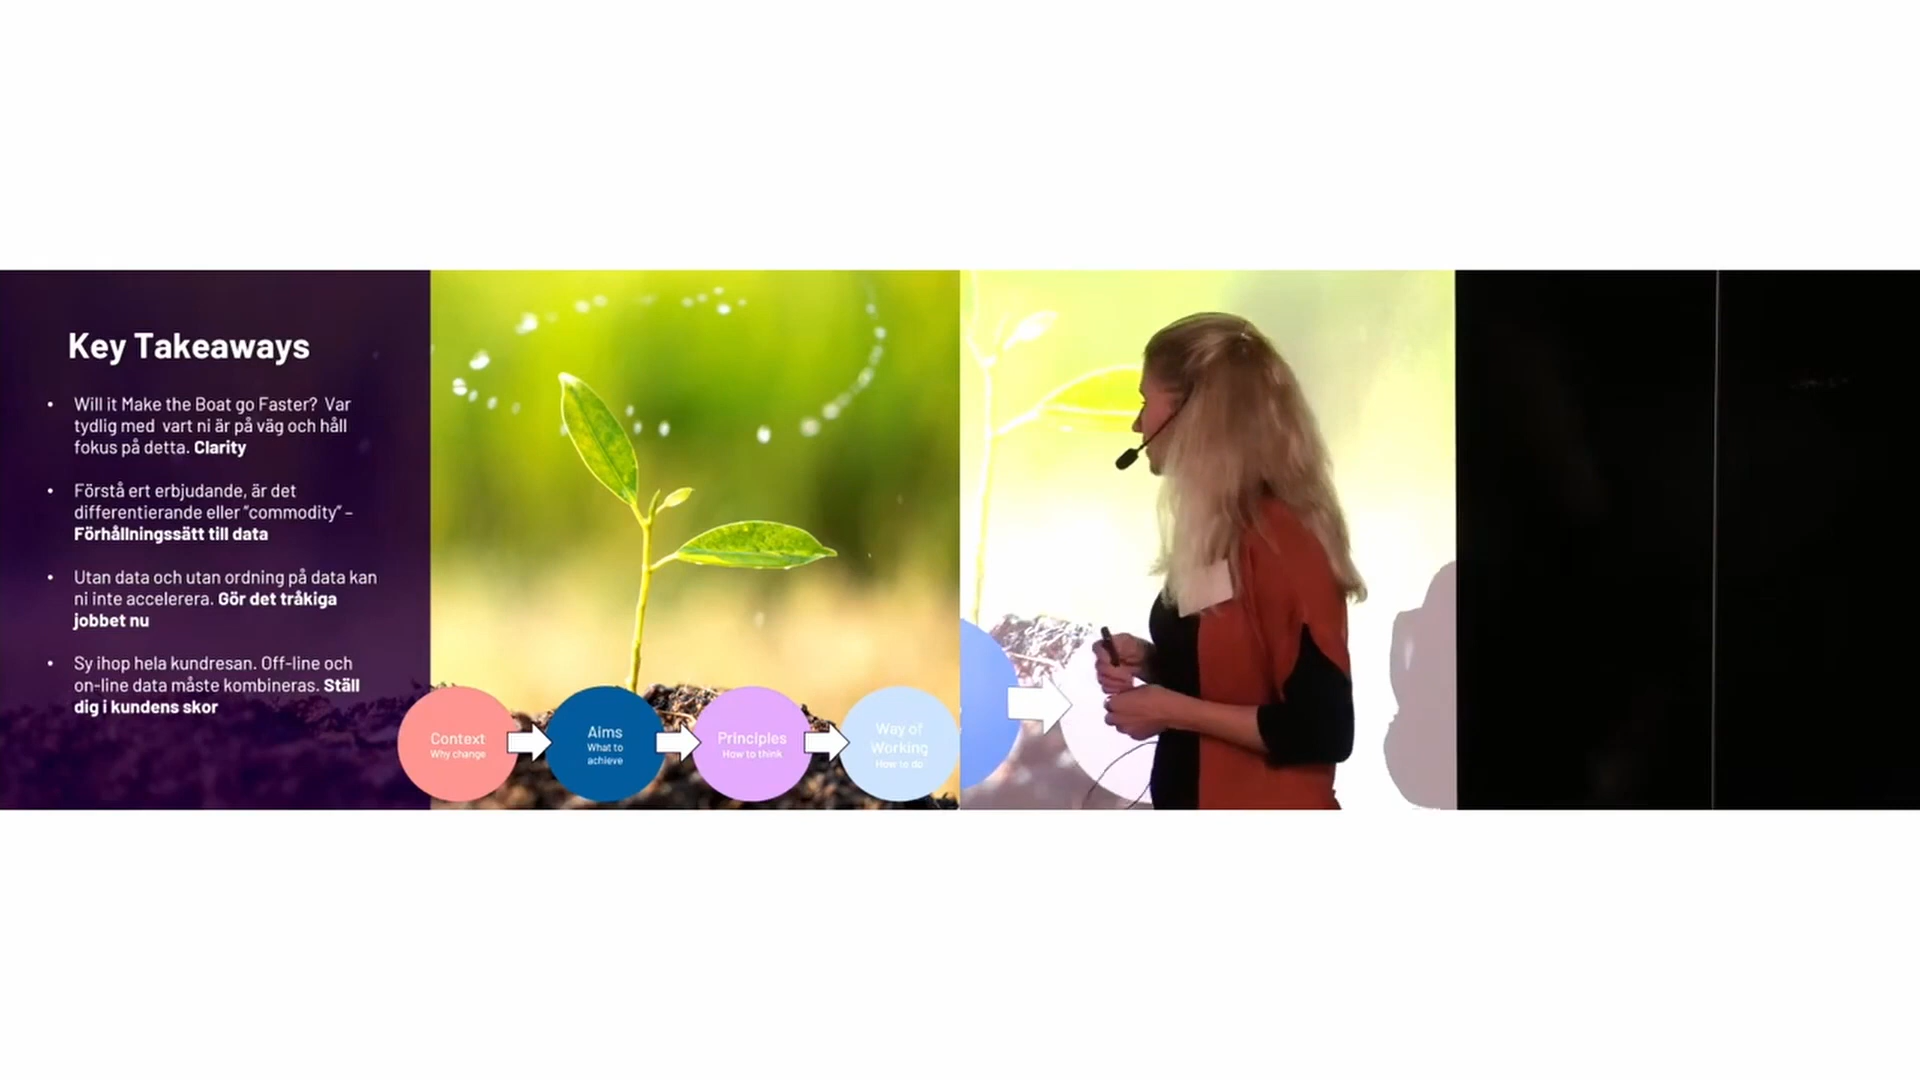 Key Takeaways
• Will it Make the Boat go Faster? Var
tydlig med vart ni är på väg och håll
fokus på detta. Clarity
• Förstå ert erbjudande, är det
differentierande eller ”commodity” –
Förhållningssätt till data
• Utan data och utan ordning på data kan
ni inte accelerera. Gör det tråkiga
jobbet nu
• Sy ihop hela kundresan. Off-line och
on-line data måste kombineras. Ställ
dig i kundens skor
Context
Why change
Aims
What to
achieve
Principles
How to think
Way of
Working
How to do